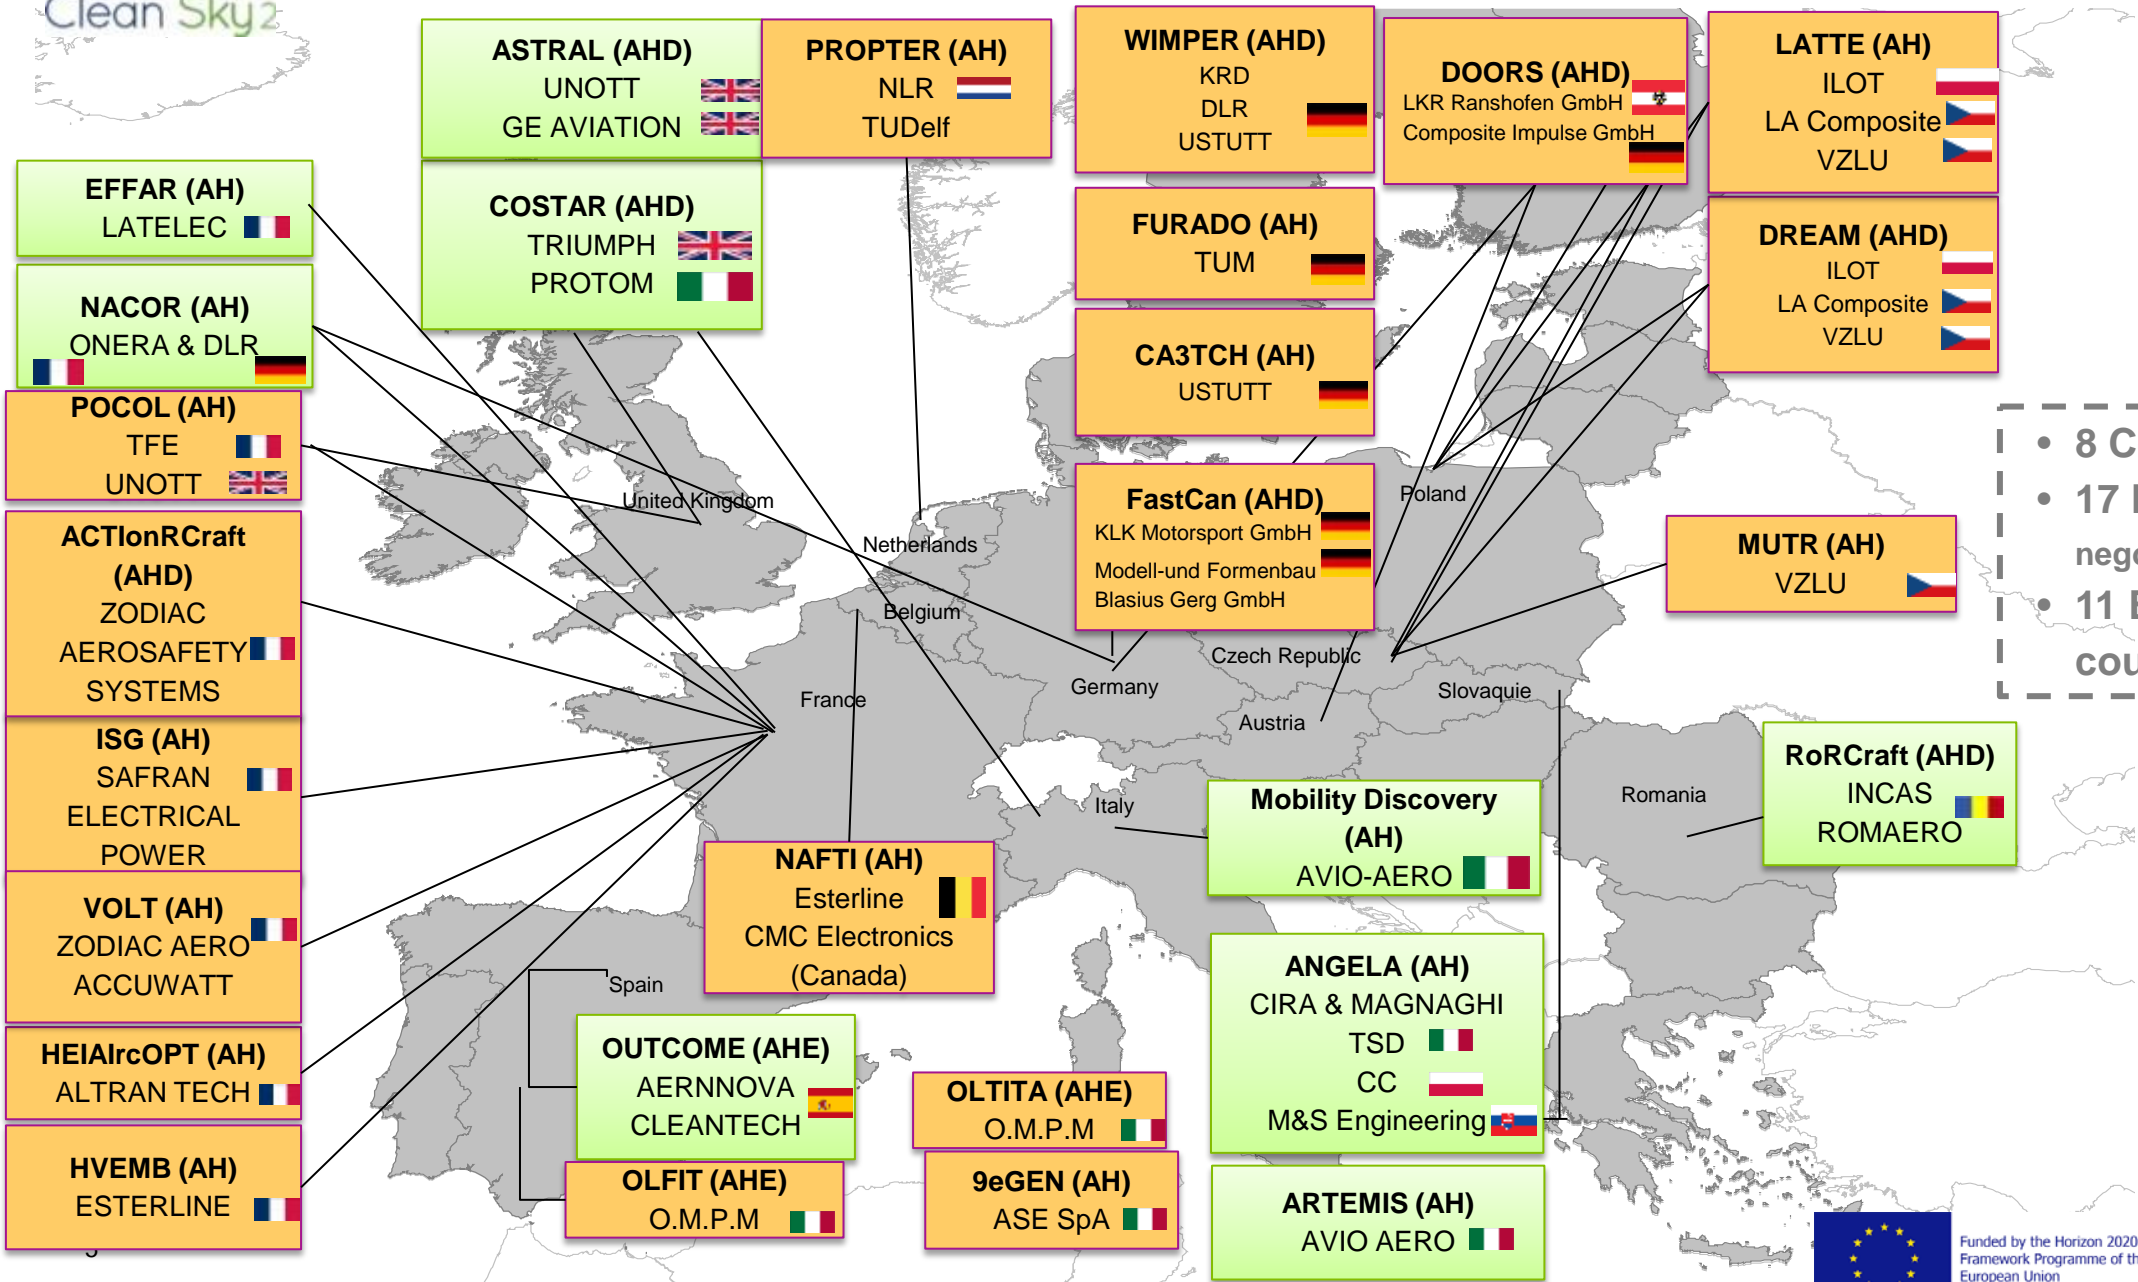 Clean Sky2
ASTRAL (AHD)
UNOTT
GE AVIATION
PROPTER (AH)
NLR
TUDelf
WIMPER (AHD)
KRD
DLR
USTUTT
DOORS (AHD)
LKR Ranshofen GmbH
Composite Impulse GmbH
LATTE (AH)
ILOT
LA Composite
VZLU
EFFAR (AH)
LATELEC
COSTAR (AHD)
TRIUMPH
PROTOM
FURADO (AH)
TUM
DREAM (AHD)
ILOT
LA Composite
VZLU
NACOR (AH)
ONERA & DLR
CA3TCH (AH)
USTUTT
POCOL (AH)
TFE
UNOTT
FastCan (AHD)
KLK Motorsport GmbH
Modell-und Formenbau
Blasius Gerg GmbH
• 8 C
• 17
nego
• 11
cou
ACTIonRCraft
(AHD)
ZODIAC
AEROSAFETY
SYSTEMS
MUTR (AH)
VZLU
United Kingdom
Netherlands
Belgium
Poland
Czech Republic
Germany
France
Slovaquie
Austria
Italy
Romania
Spain
ISG (AH)
SAFRAN
ELECTRICAL
POWER
RoRCraft (AHD)
INCAS
ROMAERO
Mobility Discovery
(AH)
AVIO-AERO
NAFTI (AH)
Esterline
CMC Electronics
(Canada)
VOLT (AH)
ZODIAC AERO
ACCUWATT
ANGELA (AH)
CIRA & MAGNAGHI
TSD
CC
M&S Engineering
HEIAIrcOPT (AH)
ALTRAN TECH
OUTCOME (AHE)
AERNNOVA
CLEANTECH
OLTITA (AHE)
O.M.P.M
HVEMB (AH)
ESTERLINE
OLFIT (AHE)
O.M.P.M
9eGEN (AH)
ASE SpA
ARTEMIS (AH)
AVIO AERO
Funded by the Horizon 2020
Framework Programme of th
European Union